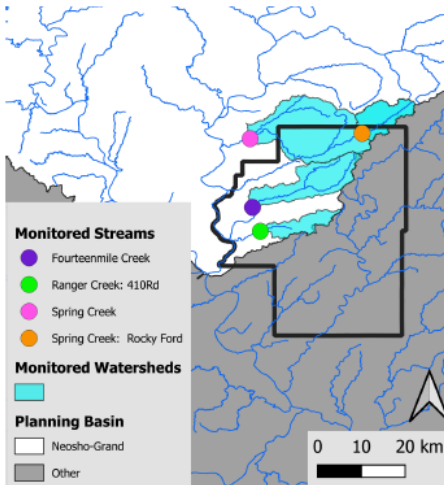 Monitored Streams
Fourteenmile Creek
Ranger Creek: 410Rd
Spring Creek
Spring Creek: Rocky Ford
Monitored Watersheds
Planning Basin
Neosho-Grand
Other
0 10 20 km